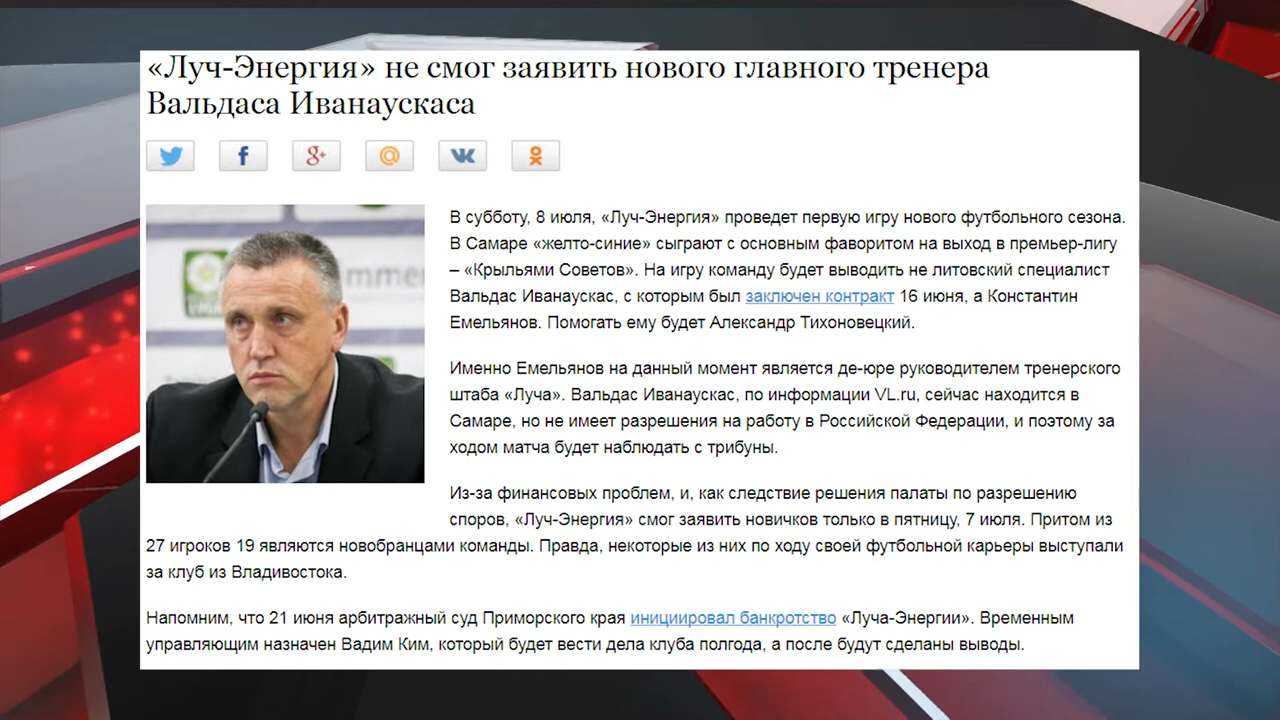 «Луч-Энергия» не смог заявить нового главного тренера
Вальдаса Иванаускаса
В субботу, 8 июля, «Луч-Энергия» проведет первую игру нового футбольного сезона.
В Самаре «желто-синие» сыграют с основным фаворитом на выход в премьер-лигу
– «Крыльями Советов». На игру команду будет выводить не литовский специалист
Вальдас Иванаускас, с которым был заключен контракт 16 июня, а Константин
Емельянов. Помогать ему будет Александр Тихоновецкий.
Именно Емельянов на данный момент является де-юре руководителем тренерского
штаба «Луча». Вальдас Иванаускас, по информации VL.ru, сейчас находится в
Самаре, но не имеет разрешения на работу в Российской Федерации, и поэтому за
ходом матча будет наблюдать с трибуны.
Из-за финансовых проблем, и, как следствие решения палаты по разрешению
споров, «Луч-Энергия» смог заявить новичков только в пятницу, 7 июля. Притом из
27 игроков 19 являются новобранцами команды. Правда, некоторые из них по ходу своей футбольной карьеры выступали
за клуб из Владивостока.
Напомним, что 21 июня арбитражный суд Приморского края инициировал банкротство «Луча-Энергии». Временным
управляющим назначен Вадим Ким, который будет вести дела клуба полгода, а после будут сделаны выводы.